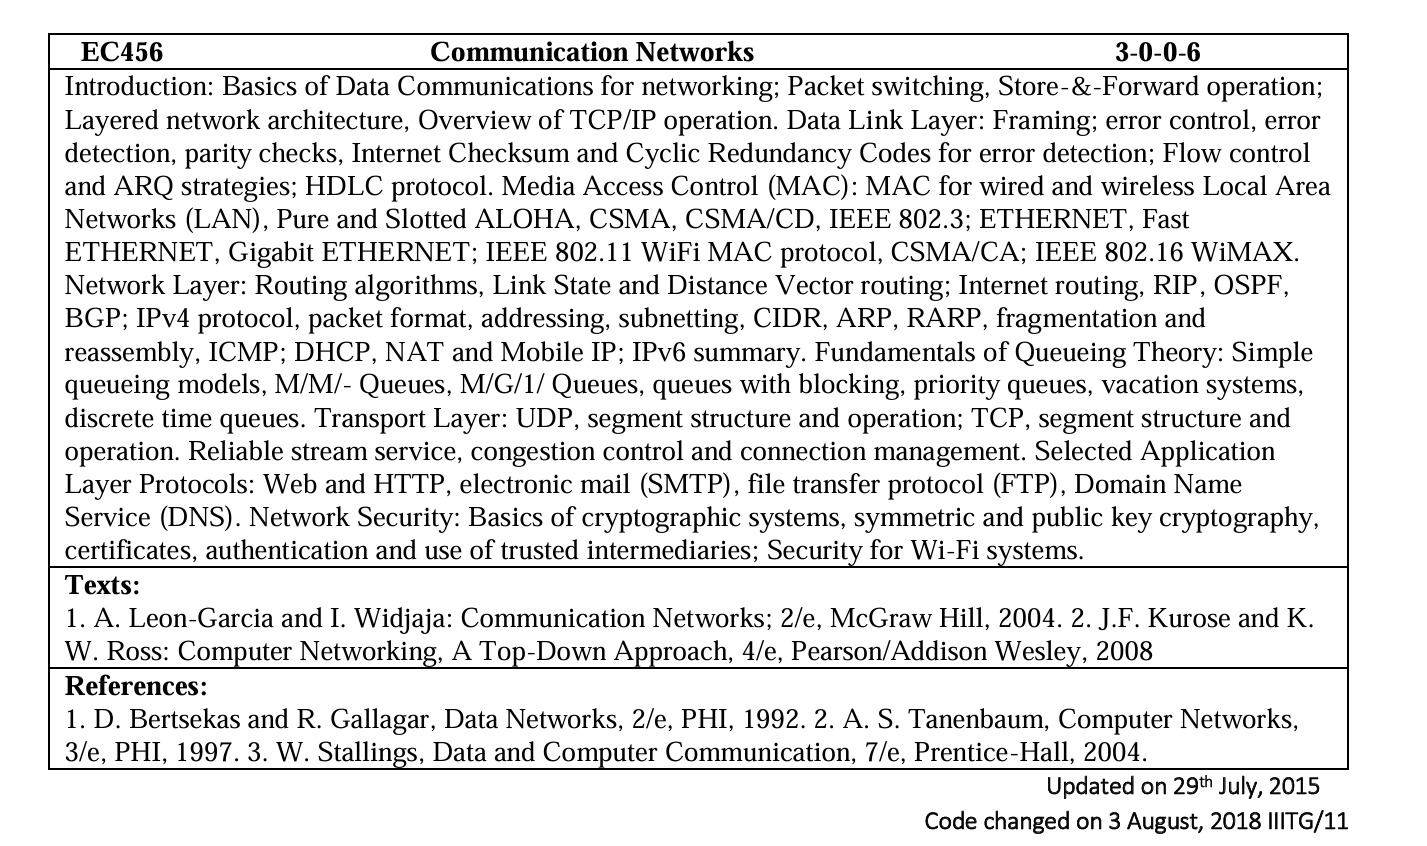 EC456 Communication Networks 3-0-0-6
Introduction: Basics of Data Communications for networking; Packet switching, Store-&-Forward operation;
Layered network architecture, Overview of TCP/IP operation. Data Link Layer: Framing; error control, error
detection, parity checks, Internet Checksum and Cyclic Redundancy Codes for error detection; Flow control
and ARQ strategies; HDLC protocol. Media Access Control (MAC): MAC for wired and wireless Local Area
Networks (LAN), Pure and Slotted ALOHA, CSMA, CSMA/CD, IEEE 802.3; ETHERNET, Fast
ETHERNET, Gigabit ETHERNET; IEEE 802.11 WiFi MAC protocol, CSMA/CA; IEEE 802.16 WiMAX.
Network Layer: Routing algorithms, Link State and Distance Vector routing; Internet routing, RIP, OSPF,
BGP; IPv4 protocol, packet format, addressing, subnetting, CIDR, ARP, RARP, fragmentation and
reassembly, ICMP; DHCP, NAT and Mobile IP; IPv6 summary. Fundamentals of Queueing Theory: Simple
queueing models, M/M/- Queues, M/G/1/ Queues, queues with blocking, priority queues, vacation systems,
discrete time queues. Transport Layer: UDP, segment structure and operation; TCP, segment structure and
operation. Reliable stream service, congestion control and connection management. Selected Application
Layer Protocols: Web and HTTP, electronic mail (SMTP), file transfer protocol (FTP), Domain Name
Service (DNS). Network Security: Basics of cryptographic systems, symmetric and public key cryptography,
certificates, authentication and use of trusted intermediaries; Security for Wi-Fi systems.
Texts:
1. A. Leon-Garcia and I. Widjaja: Communication Networks; 2/e, McGraw Hill, 2004. 2. J.F. Kurose and K.
W. Ross: Computer Networking, A Top-Down Approach, 4/e, Pearson/Addison Wesley, 2008
References:
1. D. Bertsekas and R. Gallagar, Data Networks, 2/e, PHI, 1992. 2. A. S. Tanenbaum, Computer Networks,
3/e, PHI, 1997. 3. W. Stallings, Data and Computer Communication, 7/e, Prentice-Hall, 2004.
Updated on 29th July, 2015
Code changed on 3 August, 2018 IIITG/11